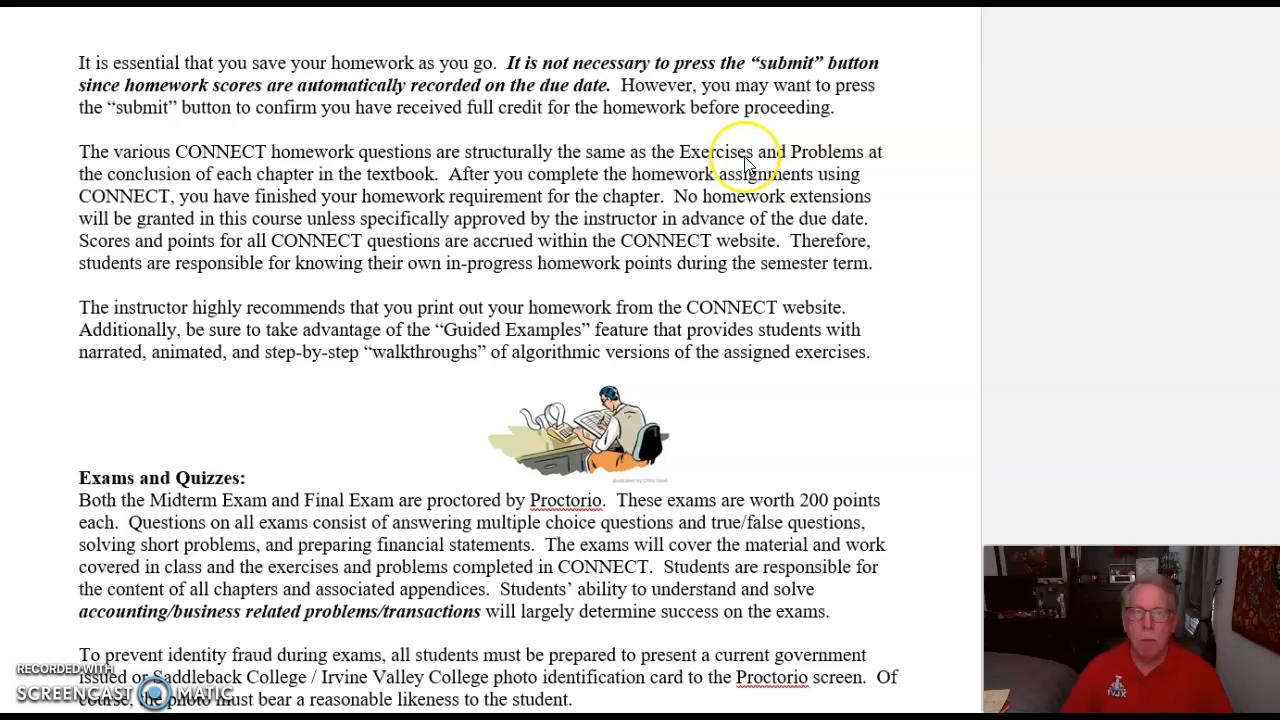 It is essential that you save your homework as you go.  It is not necessary to press the “submit” button
since homework scores are automatically recorded on the due date.  However, you may want to press
the “submit” button to confirm you have received full credit for the homework before proceeding.
The various CONNECT homework questions are structurally the same as the Exercises and Problems at
the conclusion of each chapter in the textbook.  After you complete the homework assignments using
CONNECT, you have finished your homework requirement for the chapter.  No homework extensions
will be granted in this course unless specifically approved by the instructor in advance of the due date.
Scores and points for all CONNECT questions are accrued within the CONNECT website.  Therefore,
students are responsible for knowing their own in-progress homework points during the semester term.
The instructor highly recommends that you print out your homework from the CONNECT website.
Additionally, be sure to take advantage of the “Guided Examples” feature that provides students with
narrated, animated, and step-by-step “walkthroughs” of algorithmic versions of the assigned exercises.
Exams and Quizzes:
Both the Midterm Exam and Final Exam are proctored by Proctorio.  These exams are worth 200 points
each.  Questions on all exams consist of answering multiple choice questions and true/false questions,
solving short problems, and preparing financial statements.  The exams will cover the material and work
covered in class and the exercises and problems completed in CONNECT.  Students are responsible for
the content of all chapters and associated appendices.  Students’ ability to understand and solve
accounting/business related problems/transactions will largely determine success on the exams.
To prevent identity fraud during exams, all students must be prepared to present a current government
issued or Saddleback College / Irvine Valley College photo identification card to the Proctorio screen.  Of
course, the photo must bear a reasonable likeness to the student.
RECORDED WITH
SCREENCAST MATIC